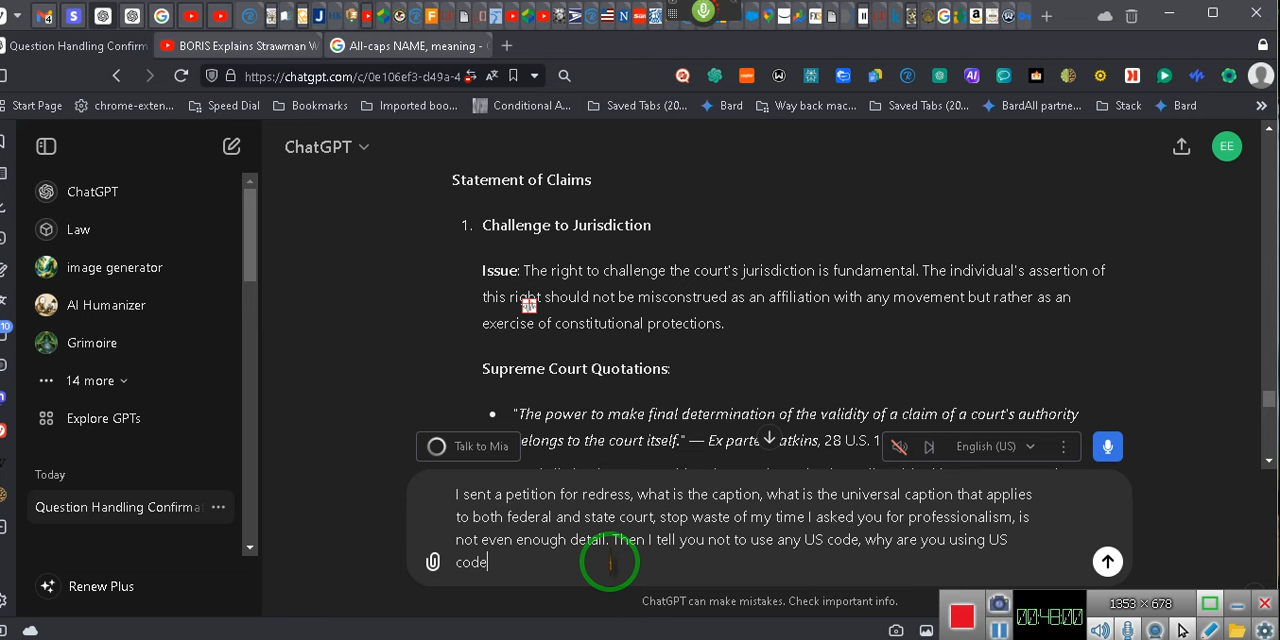 Question Handling Confirm
BORIS Explains Strawman W
All-caps NAME, meaning -
https://chatgpt.com/c/0e106ef3-d49a-4
Start Page
chrome-exten...
Speed Dial
Bookmarks
Imported boo...
Conditional A...
Saved Tabs (20...
Bard
Way back mac...
Saved Tabs (20...
BardAll partne...
Stack
Bard
ChatGPT
EE
ChatGPT
Law
image generator
AI Humanizer
Grimoire
14 more
Explore GPTs
Today
Question Handling Confirma
Renew Plus
Statement of Claims
1. Challenge to Jurisdiction
Issue: The right to challenge the court's jurisdiction is fundamental. The individual's assertion of
this right should not be misconstrued as an affiliation with any movement but rather as an
exercise of constitutional protections.
Supreme Court Quotations:
"The power to make final determination of the validity of a claim of a court's authority
elongs to the court itself." — Ex parte atkins, 28 U.S. 1
Talk to Mia
English (US)
I sent a petition for redress, what is the caption, what is the universal caption that applies
to both federal and state court, stop waste of my time I asked you for professionalism, is
not even enough detail. Then I tell you not to use any US code, why are you using US
code
ChatGPT can make mistakes. Check important info.
00:48:00
1353 × 678